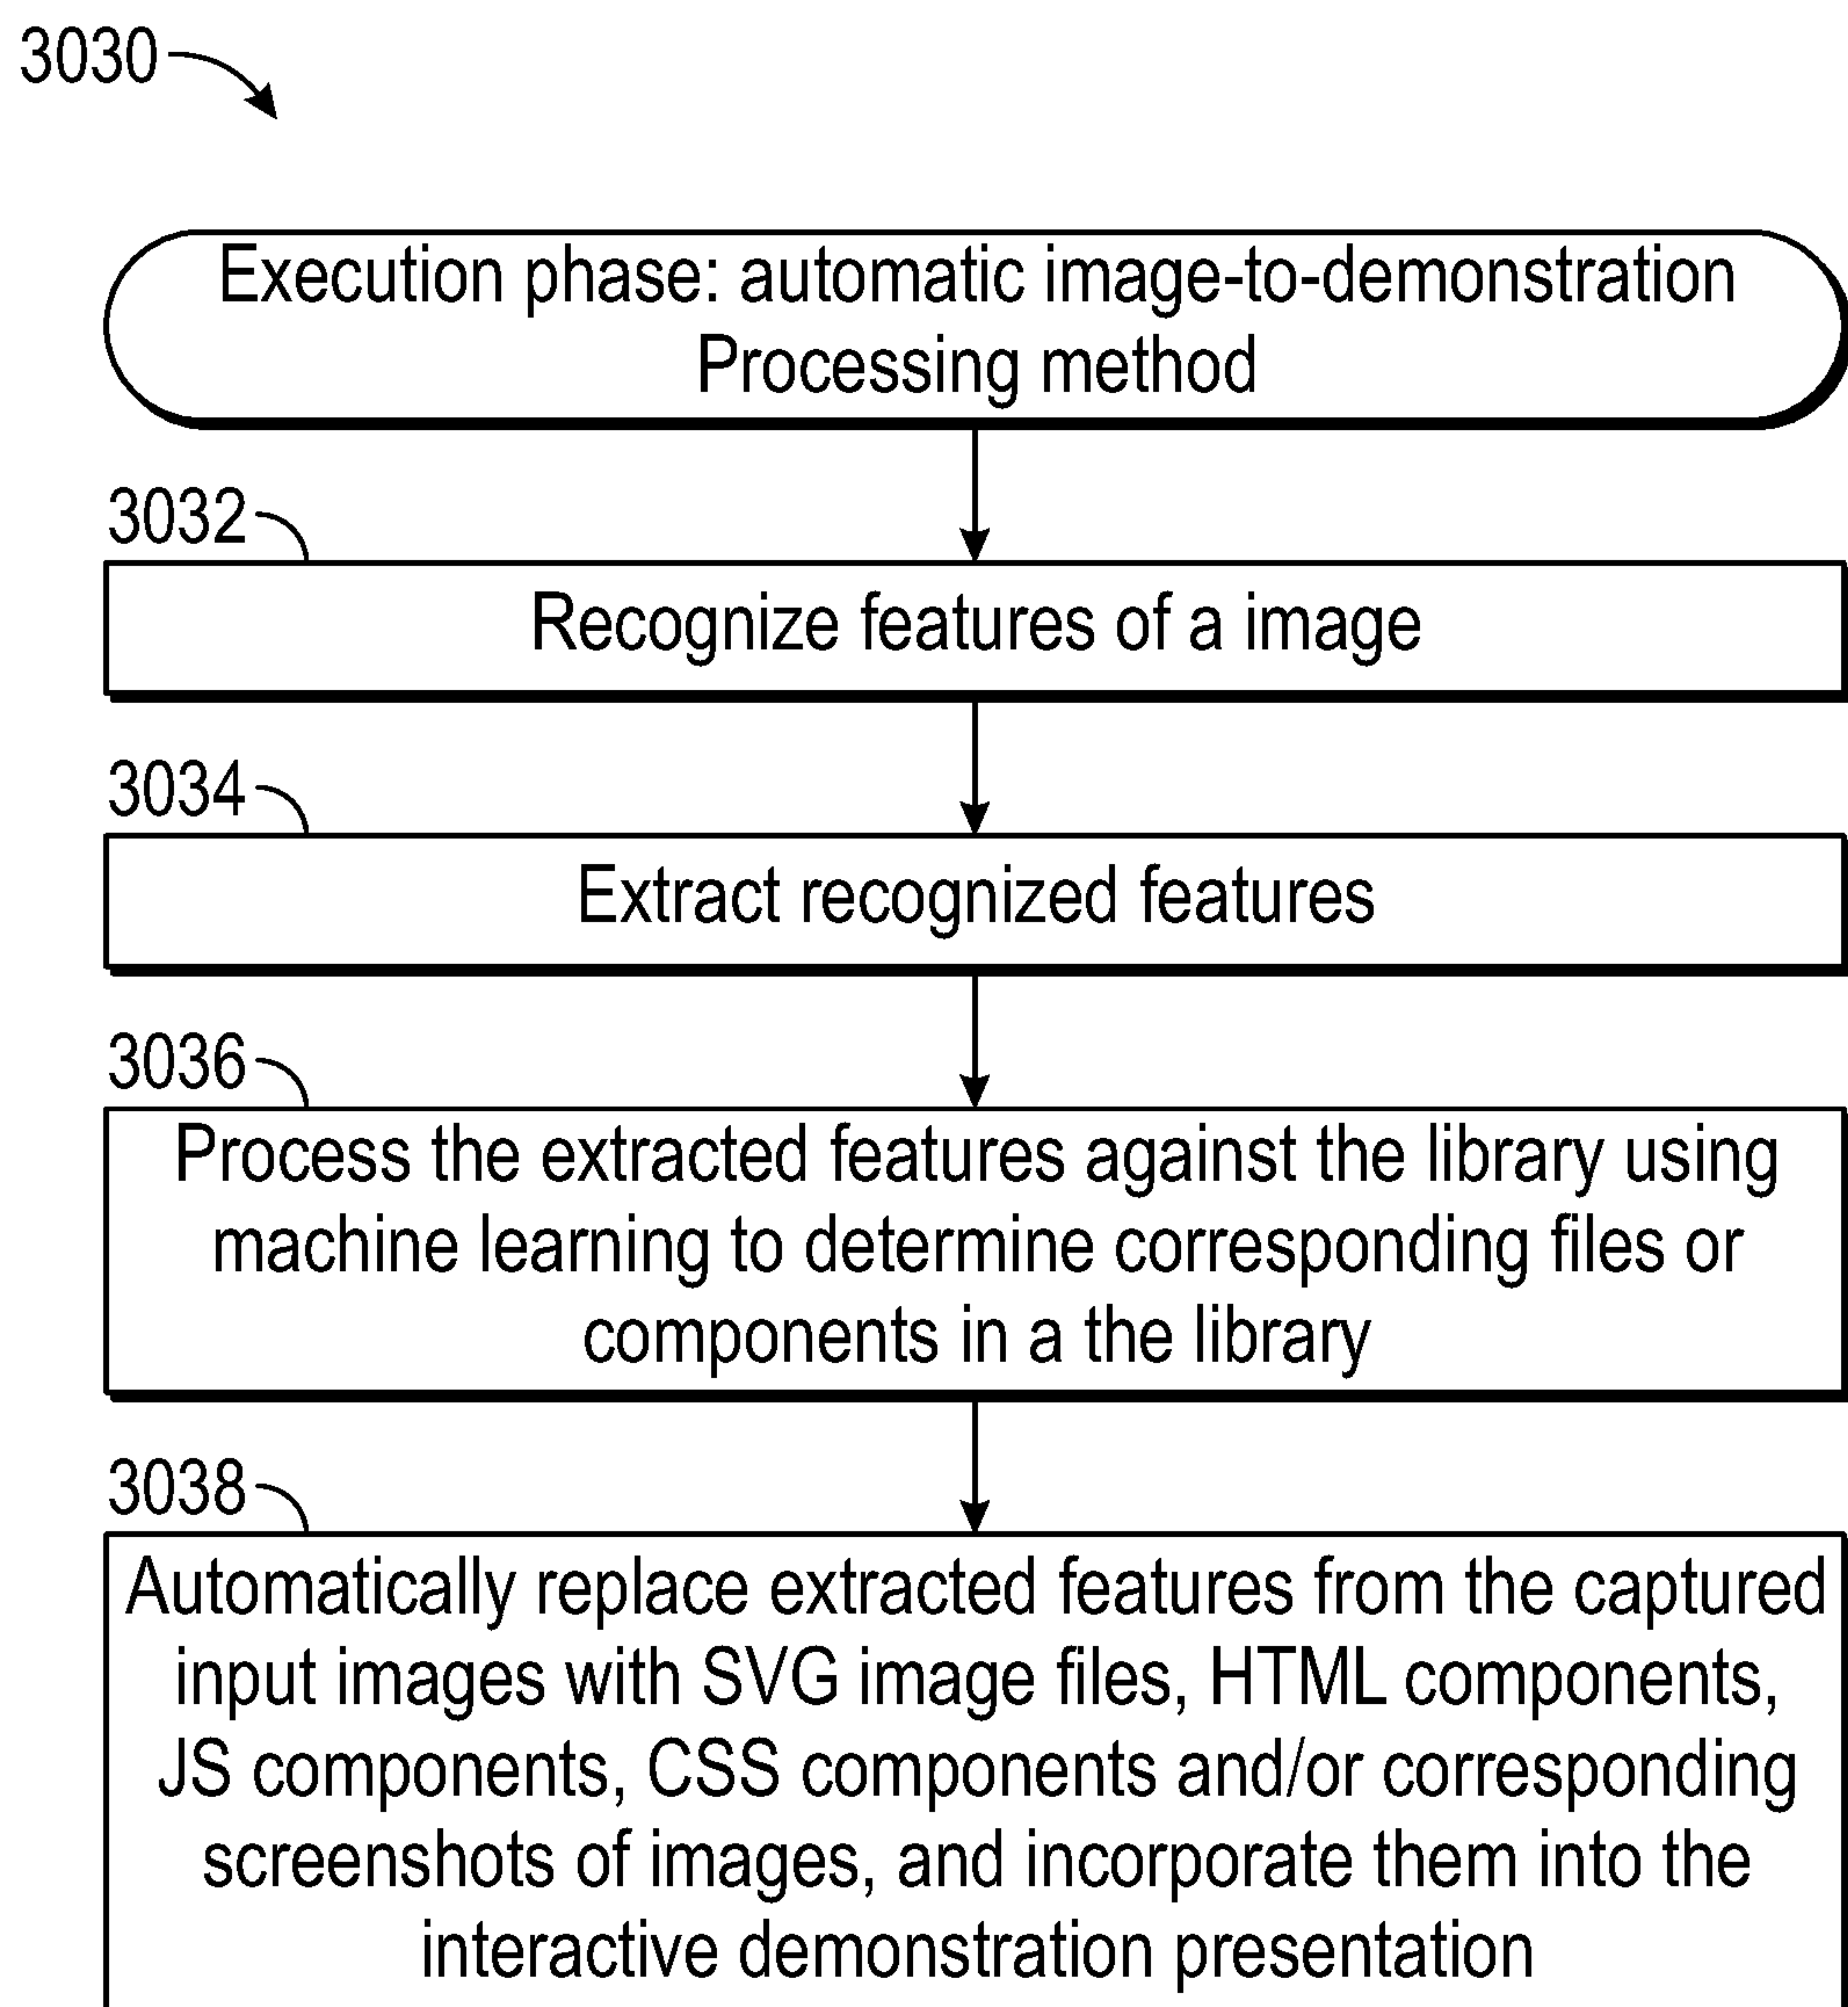 3030
Execution phase: automatic image-to-demonstration
Processing method
3032
Recognize features of a image
3034
Extract recognized features
3036
Process the extracted features against the library using
machine learning to determine corresponding files or
components in a the library
3038
Automatically replace extracted features from the captured
input images with SVG image files, HTML components,
JS components, CSS components and/or corresponding
screenshots of images, and incorporate them into the
interactive demonstration presentation